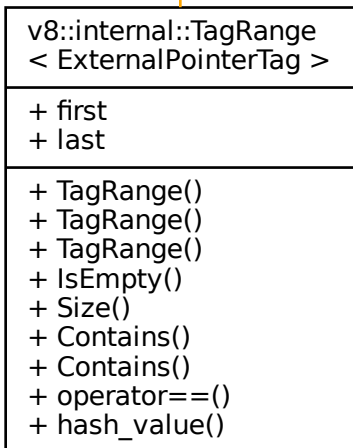 v8::internal::TagRange
< ExternalPointerTag >
+ first
+ last
+ TagRange()
+ TagRange()
+ TagRange()
+ IsEmpty()
+ Size()
+ Contains()
+ Contains()
+ operator==()
+ hash_value()